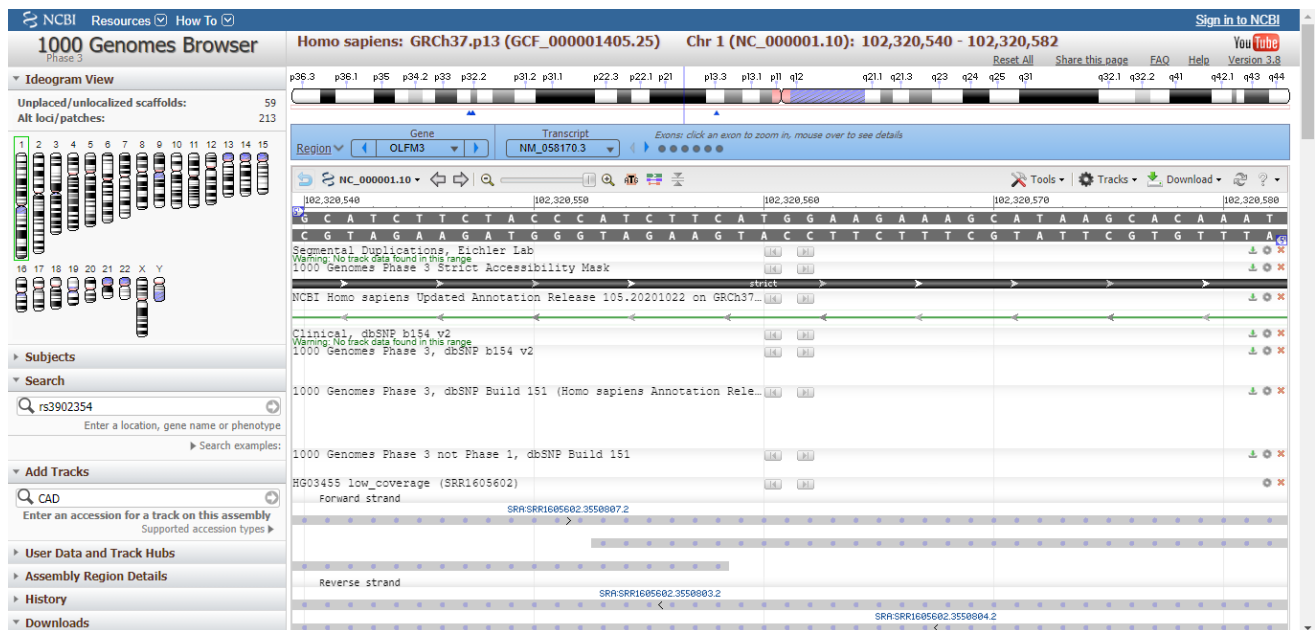 NCBI Resources How To Sign in to NCBI
1000 Genomes Browser
Phase 3
Homo sapiens: GRCh37.p13 (GCF_000001405.25) Chr 1 (NC_000001.10): 102,320,540 - 102,320,582
YouTube
Reset All Share this page FAQ Help Version 3.8
Ideogram View
Unplaced/unlocalized scaffolds: 59
Alt loci/patches: 213
1 2 3 4 5 6 7 8 9 10 11 12 13 14 15
16 17 18 19 20 21 22 X Y
Subjects
Search
rs3902354
Enter a location, gene name or phenotype
Search examples:
Add Tracks
CAD
Enter an accession for a track on this assembly
Supported accession types
User Data and Track Hubs
Assembly Region Details
History
Downloads
p36.3 p36.1 p35 p34.2 p33 p32.2 p31.2 p31.1 p22.3 p22.1 p21 p13.3 p13.1 p11 q12 q21.1 q21.3 q23 q24 q25 q31 q32.1 q32.2 q41 q42.1 q43 q44
Gene Transcript Exons: click an exon to zoom in, mouse over to see details
Region OLFM3 NM_058170.3
NC_000001.10 Tools Tracks Download ?
102,320,540 102,320,550 102,320,560 102,320,570 102,320,580
G C A T C T T C T A C C C A T C T T C A T G G A A G A A A G C A T A A G C A C A A A T
C G T A G A A G A T G G G T A G A A G T A C C T T C T T T C G T A T T C G T G T T T A
Segmental Duplications, Eichler Lab
Warning: No track data found in this range
1000 Genomes Phase 3 Strict Accessibility Mask
strict
NCBI Homo sapiens Updated Annotation Release 105.20201022 on GRCh37…
Clinical, dbSNP b154 v2
Warning: No track data found in this range
1000 Genomes Phase 3, dbSNP b154 v2
1000 Genomes Phase 3, dbSNP Build 151 (Homo sapiens Annotation Rele…
1000 Genomes Phase 3 not Phase 1, dbSNP Build 151
HG03455 low_coverage (SRR1605602)
Forward strand
SRA:SRR1605602.3550807.2
Reverse strand
SRA:SRR1605602.3550803.2
SRA:SRR1605602.3550804.2